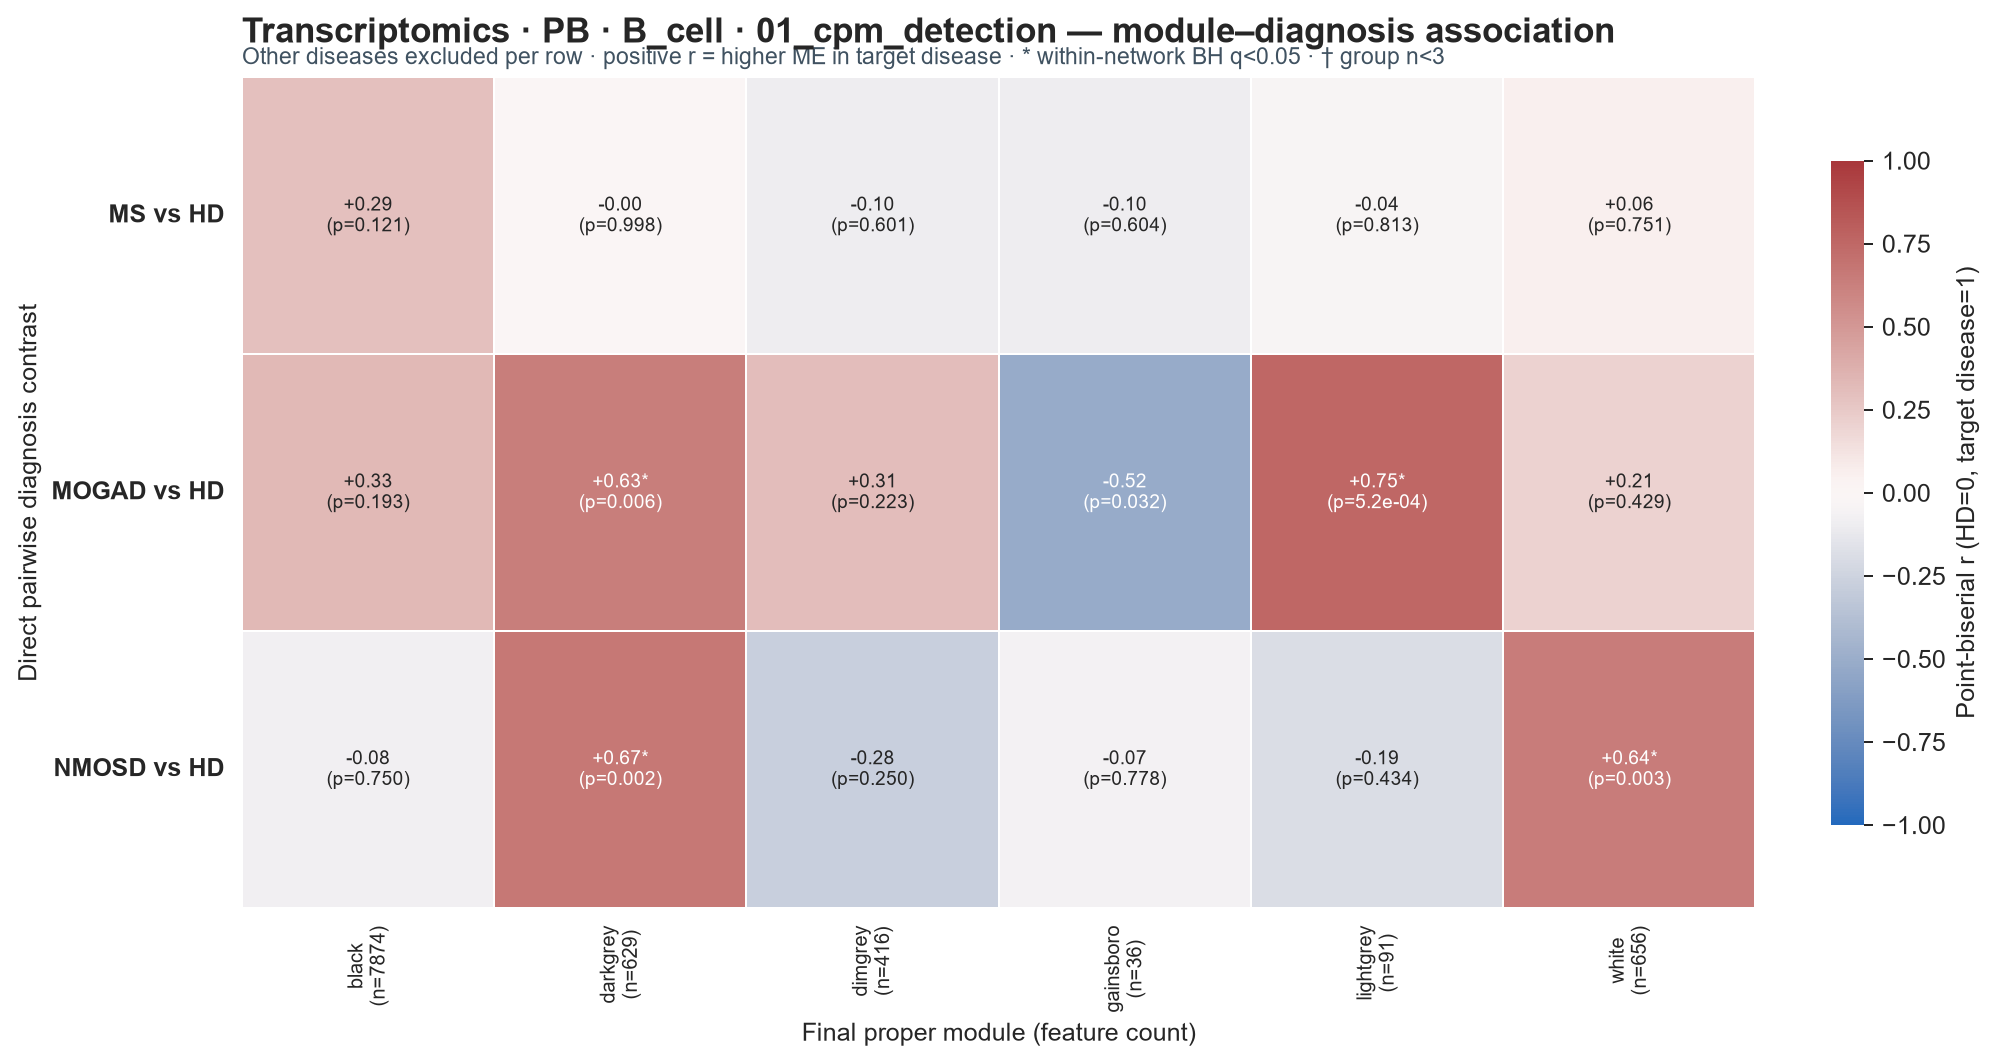 Transcriptomics · PB · B_cell · 01_cpm_detection — module–diagnosis association
Other diseases excluded per row · positive r = higher ME in target disease · * within-network BH q<0.05 · † group n<3
Direct pairwise diagnosis contrast
MS vs HD
+0.29
(p=0.121)
-0.00
(p=0.998)
-0.10
(p=0.601)
-0.10
(p=0.604)
-0.04
(p=0.813)
+0.06
(p=0.751)
MOGAD vs HD
+0.33
(p=0.193)
+0.63*
(p=0.006)
+0.31
(p=0.223)
-0.52
(p=0.032)
+0.75*
(p=5.2e-04)
+0.21
(p=0.429)
NMOSD vs HD
-0.08
(p=0.750)
+0.67*
(p=0.002)
-0.28
(p=0.250)
-0.07
(p=0.778)
-0.19
(p=0.434)
+0.64*
(p=0.003)
black
(n=7874)
darkgrey
(n=629)
dimgrey
(n=416)
gainsboro
(n=36)
lightgrey
(n=91)
white
(n=656)
Final proper module (feature count)
1.00
0.75
0.50
0.25
0.00
−0.25
−0.50
−0.75
−1.00
Point-biserial r (HD=0, target disease=1)